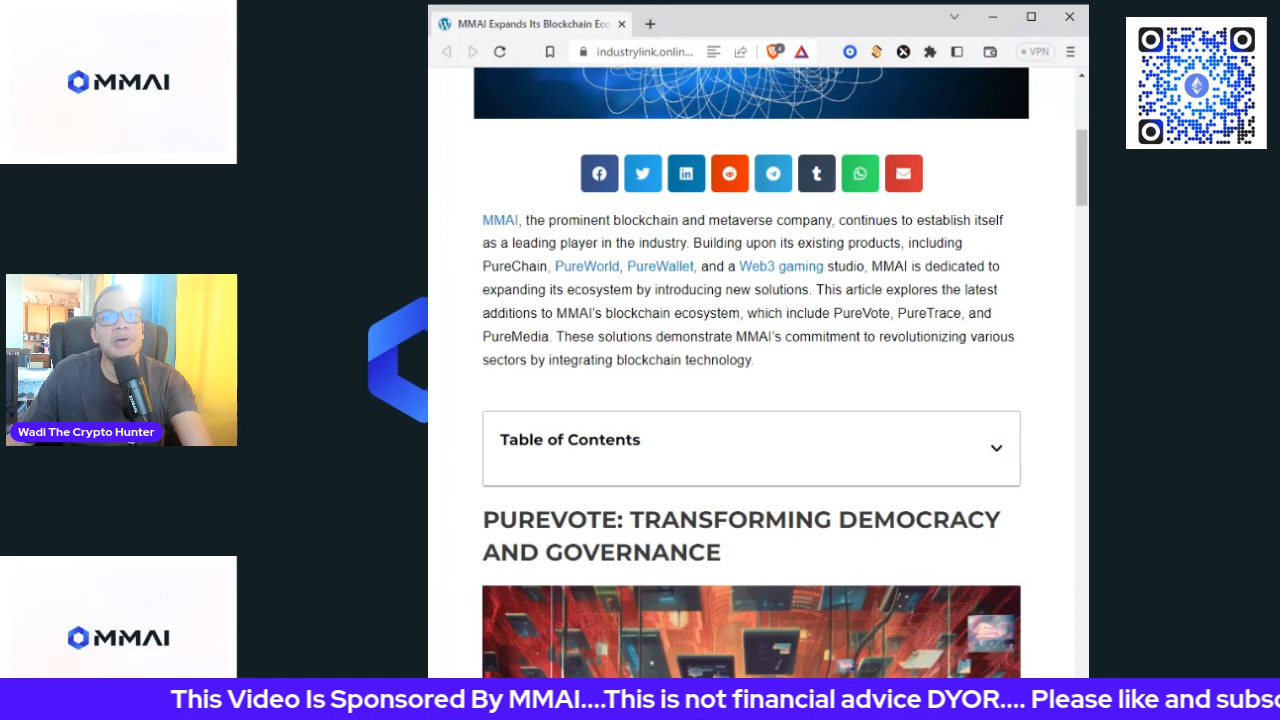 MMAI
Wadi The Crypto Hunter
MMAI
MMAI Expands Its Blockchain Eco
industrylink.onlin...
VPN
MMAI, the prominent blockchain and metaverse company, continues to establish itself
as a leading player in the industry. Building upon its existing products, including
PureChain, PureWorld, PureWallet, and a Web3 gaming studio, MMAI is dedicated to
expanding its ecosystem by introducing new solutions. This article explores the latest
additions to MMAI's blockchain ecosystem, which include PureVote, PureTrace, and
PureMedia. These solutions demonstrate MMAI's commitment to revolutionizing various
sectors by integrating blockchain technology.
Table of Contents
PUREVOTE: TRANSFORMING DEMOCRACY
AND GOVERNANCE
This Video Is Sponsored By MMAI....This is not financial advice DYOR.... Please like and subsc